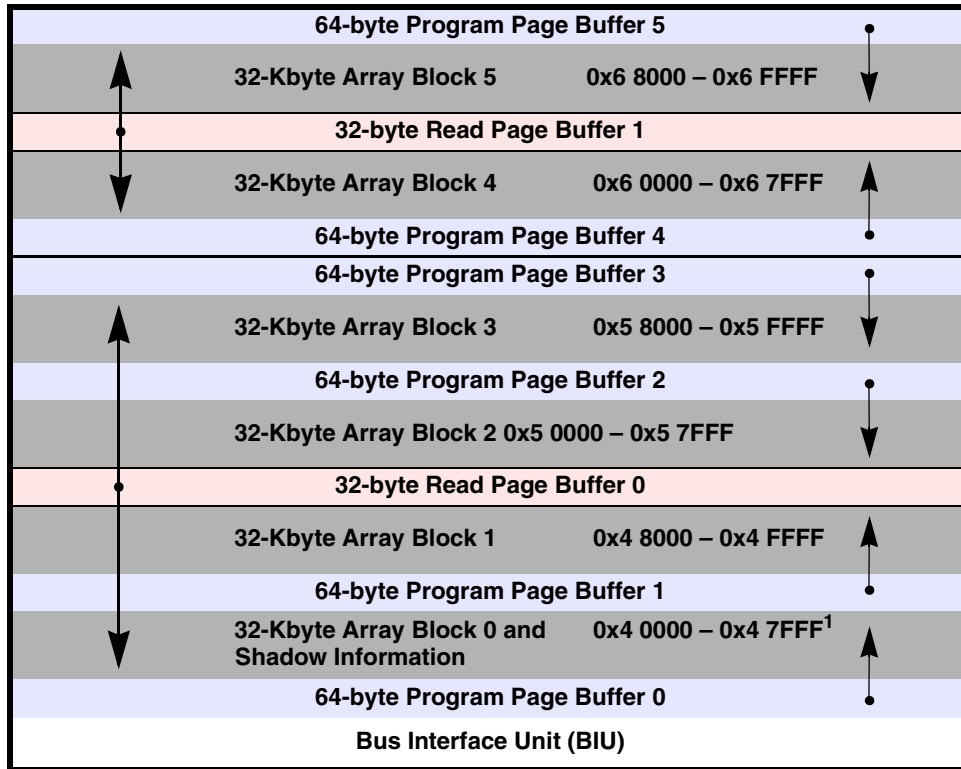 64-byte Program Page Buffer 5
32-Kbyte Array Block 5 0x6 8000 – 0x6 FFFF
32-byte Read Page Buffer 1
32-Kbyte Array Block 4 0x6 0000 – 0x6 7FFF
64-byte Program Page Buffer 4
64-byte Program Page Buffer 3
32-Kbyte Array Block 3 0x5 8000 – 0x5 FFFF
64-byte Program Page Buffer 2
32-Kbyte Array Block 2 0x5 0000 – 0x5 7FFF
32-byte Read Page Buffer 0
32-Kbyte Array Block 1 0x4 8000 – 0x4 FFFF
64-byte Program Page Buffer 1
32-Kbyte Array Block 0 and 0x4 0000 – 0x4 7FFF¹
Shadow Information
64-byte Program Page Buffer 0
Bus Interface Unit (BIU)